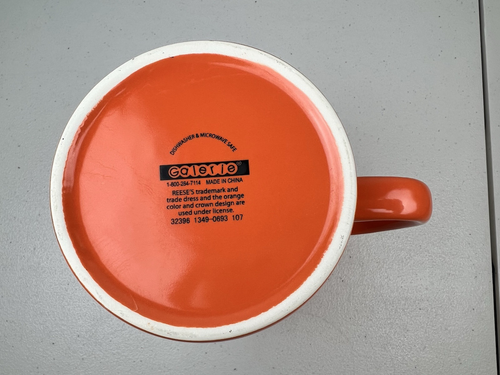 DISHWASHER & MICROWAVE SAFE
Galerie®
1-800-284-7114 MADE IN CHINA
REESE'S trademark and
trade dress and the orange
color and crown design are
used under license.
32396 1349-0693 107